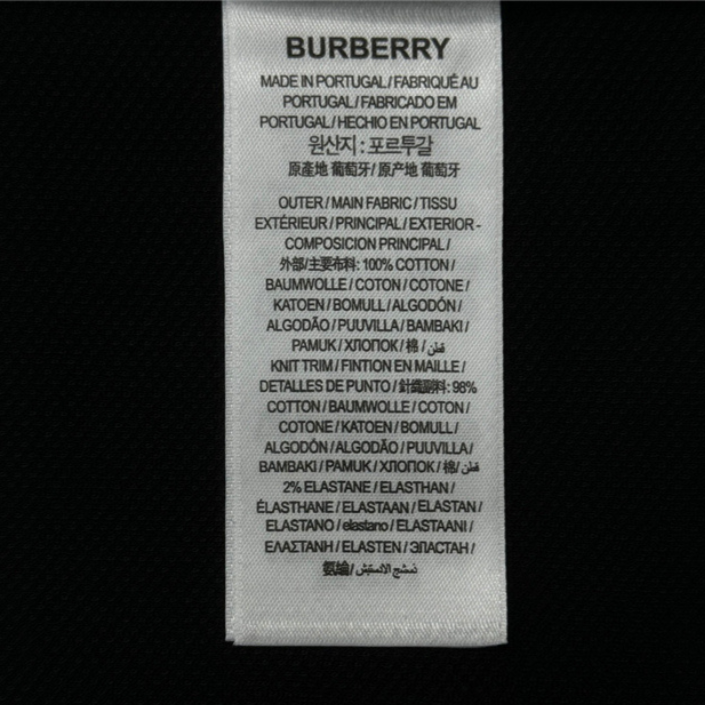 BURBERRY
MADE IN PORTUGAL/FABRIQUÉ AU
PORTUGAL/FABRICADO EM
PORTUGAL/HECHIO EN PORTUGAL
원산지 : 포르투갈
原產地 葡萄牙/ 原产地 葡萄牙
OUTER / MAIN FABRIC / TISSU
EXTÉRIEUR / PRINCIPAL / EXTERIOR -
COMPOSICION PRINCIPAL /
外部/主要布料: 100% COTTON /
BAUMWOLLE / COTON / COTONE /
KATOEN / BOMULL / ALGODÓN /
ALGODÃO / PUUVILLA / BAMBAKI /
PAMUK / ХЛОПОК / 棉 / قطن
KNIT TRIM / FINTION EN MAILLE /
DETALLES DE PUNTO / 針織副料: 98%
COTTON / BAUMWOLLE / COTON /
COTONE / KATOEN / BOMULL /
ALGODÓN / ALGODÃO / PUUVILLA /
BAMBAKI / PAMUK / ХЛОПОК / 棉/ قطن
2% ELASTANE / ELASTHAN /
ÉLASTHANE / ELASTAAN / ELASTAN /
ELASTANO / elastano / ELASTAANI /
ΕΛΑΣΤΑΝΗ / ELASTEN / ЭЛАСТАН /
氨綸/